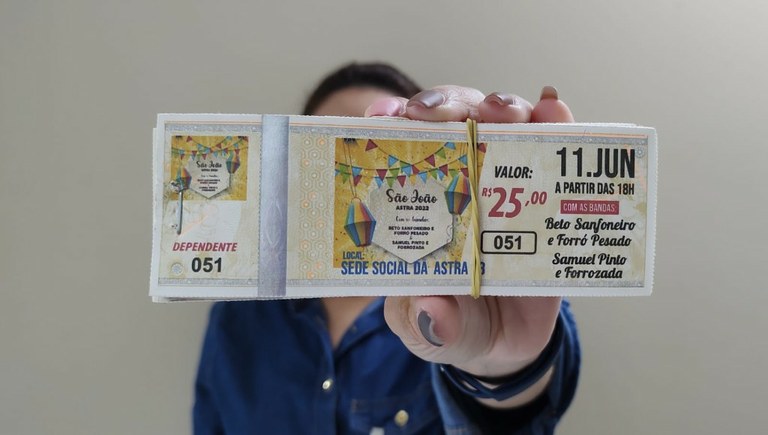 São João
DEPENDENTE
051
São João
ASTRA 2022
Com as bandas:
BETO SANFONEIRO E
FORRÓ PESADO
E
SAMUEL PINTO E
FORROZADA
LOCAL:
SEDE SOCIAL DA ASTRA
VALOR:
R$ 25,00
051
11.JUN
A PARTIR DAS 18H
COM AS BANDAS:
Beto Sanfoneiro
e Forró Pesado
Samuel Pinto
e Forrozada